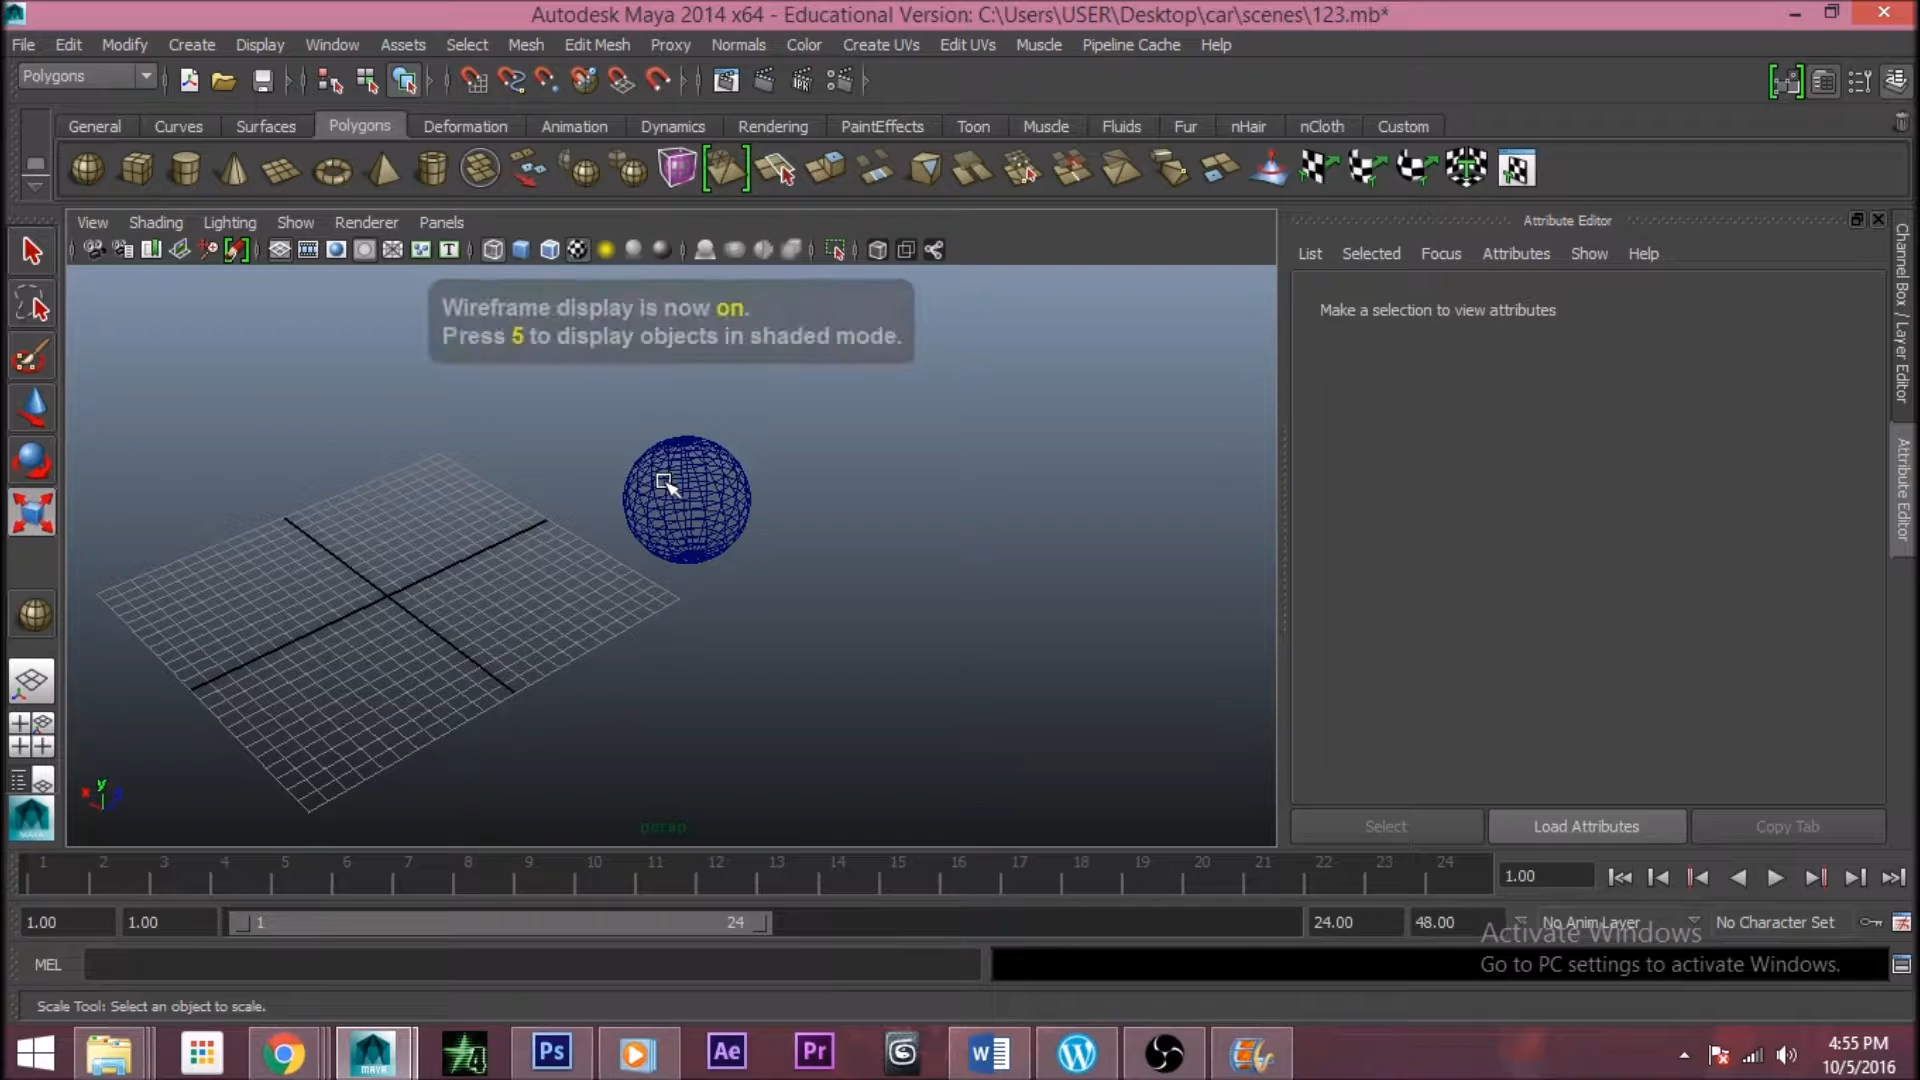 Autodesk Maya 2014 x64 - Educational Version: C:\Users\USER\Desktop\car\scenes\123.mb*
File Edit Modify Create Display Window Assets Select Mesh Edit Mesh Proxy Normals Color Create UVs Edit UVs Muscle Pipeline Cache Help
Polygons
General Curves Surfaces Polygons Deformation Animation Dynamics Rendering PaintEffects Toon Muscle Fluids Fur nHair nCloth Custom
View Shading Lighting Show Renderer Panels
Attribute Editor
List Selected Focus Attributes Show Help
Make a selection to view attributes
Wireframe display is now on.
Press 5 to display objects in shaded mode.
Channel Box / Layer Editor
Attribute Editor
persp
Select Load Attributes Copy Tab
1 2 3 4 5 6 7 8 9 10 11 12 13 14 15 16 17 18 19 20 21 22 23 24
1.00
1.00 1.00 1 24 24.00 48.00 No Anim Layer No Character Set
Activate Windows
Go to PC settings to activate Windows.
MEL
Scale Tool: Select an object to scale.
4:55 PM
10/5/2016